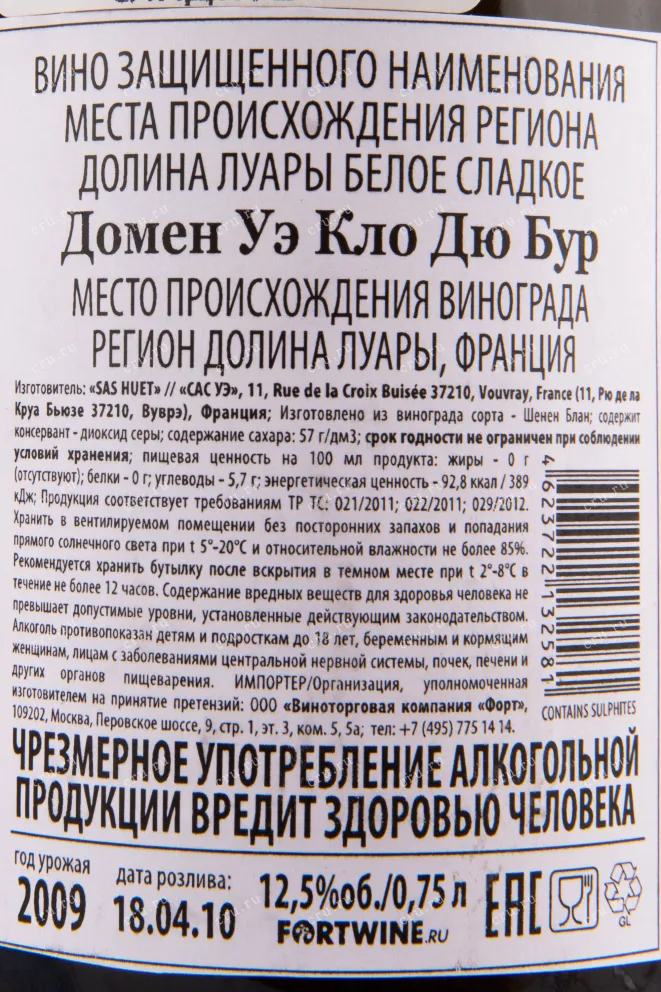 ВИНО ЗАЩИЩЕННОГО НАИМЕНОВАНИЯ
МЕСТА ПРОИСХОЖДЕНИЯ РЕГИОНА
ДОЛИНА ЛУАРЫ БЕЛОЕ СЛАДКОЕ
Домен Уэ Кло Дю Бур
МЕСТО ПРОИСХОЖДЕНИЯ ВИНОГРАДА
РЕГИОН ДОЛИНА ЛУАРЫ, ФРАНЦИЯ
Изготовитель: «SAS HUET» // «САС УЭ», 11, Rue de la Croix Buisée 37210, Vouvray, France (11, Рю де ла
Круа Бьюзе 37210, Вуврэ), Франция; Изготовлено из винограда сорта - Шенен Блан; содержит
консервант - диоксид серы; содержание сахара: 57 г/дм3; срок годности не ограничен при соблюдении
условий хранения; пищевая ценность на 100 мл продукта: жиры - 0 г
(отсутствуют); белки - 0 г; углеводы - 5,7 г; энергетическая ценность - 92,8 ккал / 389
кДж; Продукция соответствует требованиям ТР ТС: 021/2011; 022/2011; 029/2012.
Хранить в вентилируемом помещении без посторонних запахов и попадания
прямого солнечного света при t 5°-20°C и относительной влажности не более 85%.
Рекомендуется хранить бутылку после вскрытия в темном месте при t 2°-8°C в
течение не более 12 часов. Содержание вредных веществ для здоровья человека не
превышает допустимые уровни, установленные действующим законодательством.
Алкоголь противопоказан детям и подросткам до 18 лет, беременным и кормящим
женщинам, лицам с заболеваниями центральной нервной системы, почек, печени и
других органов пищеварения. ИМПОРТЕР/Организация, уполномоченная
изготовителем на принятие претензий: ООО «Виноторговая компания «Форт»,
109202, Москва, Перовское шоссе, 9, стр. 1, эт. 3, ком. 5, 5а; тел: +7 (495) 775 14 14.
4 623722 132581
CONTAINS SULPHITES
ЧРЕЗМЕРНОЕ УПОТРЕБЛЕНИЕ АЛКОГОЛЬНОЙ
ПРОДУКЦИИ ВРЕДИТ ЗДОРОВЬЮ ЧЕЛОВЕКА
год урожая
2009
дата розлива:
18.04.10
12,5%об./0,75 л
FORTWINE.RU
EAC
GL